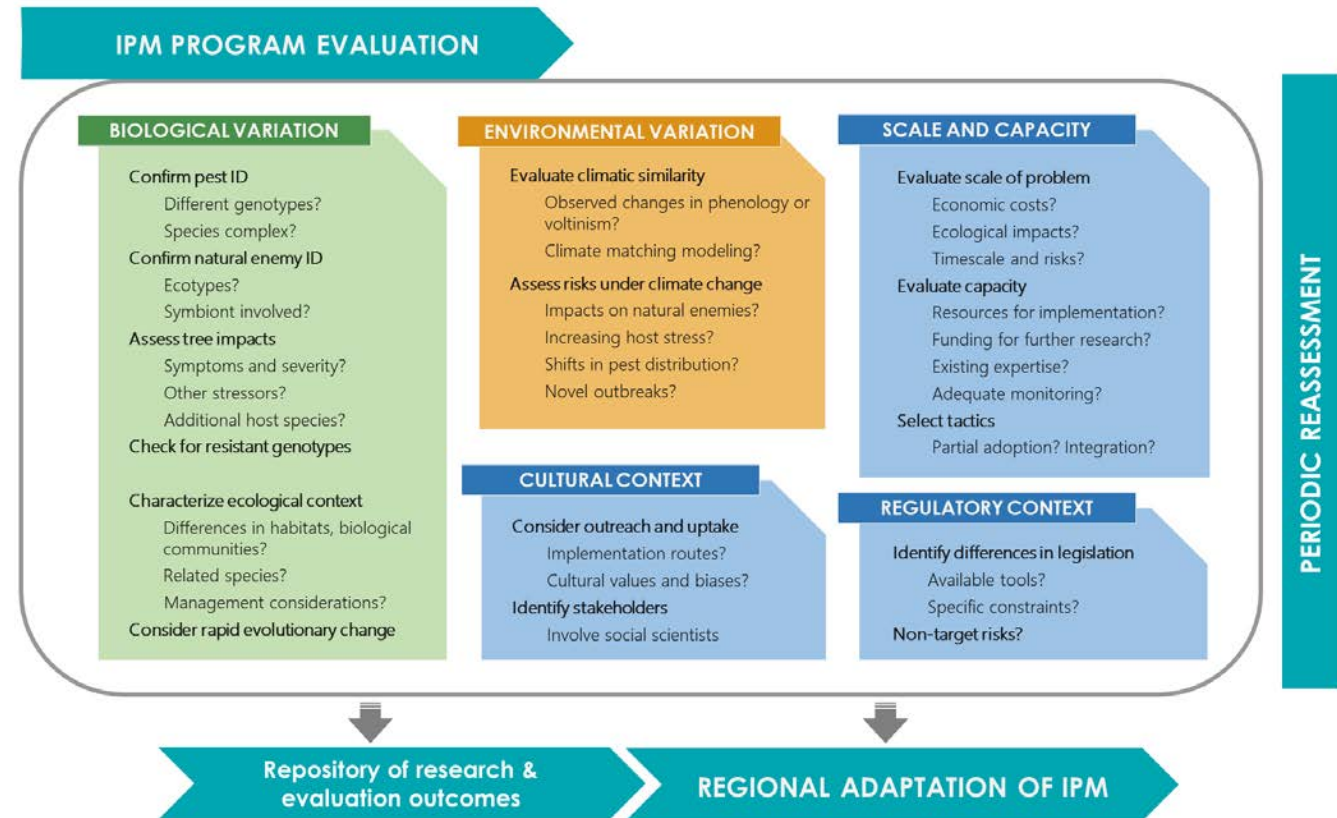 IPM PROGRAM EVALUATION
BIOLOGICAL VARIATION
Confirm pest ID
Different genotypes?
Species complex?
Confirm natural enemy ID
Ecotypes?
Symbiont involved?
Assess tree impacts
Symptoms and severity?
Other stressors?
Additional host species?
Check for resistant genotypes
Characterize ecological context
Differences in habitats, biological
communities?
Related species?
Management considerations?
Consider rapid evolutionary change
ENVIRONMENTAL VARIATION
Evaluate climatic similarity
Observed changes in phenology or
voltinism?
Climate matching modeling?
Assess risks under climate change
Impacts on natural enemies?
Increasing host stress?
Shifts in pest distribution?
Novel outbreaks?
CULTURAL CONTEXT
Consider outreach and uptake
Implementation routes?
Cultural values and biases?
Identify stakeholders
Involve social scientists
SCALE AND CAPACITY
Evaluate scale of problem
Economic costs?
Ecological impacts?
Timescale and risks?
Evaluate capacity
Resources for implementation?
Funding for further research?
Existing expertise?
Adequate monitoring?
Select tactics
Partial adoption? Integration?
REGULATORY CONTEXT
Identify differences in legislation
Available tools?
Specific constraints?
Non-target risks?
PERIODIC REASSESSMENT
Repository of research &
evaluation outcomes
REGIONAL ADAPTATION OF IPM